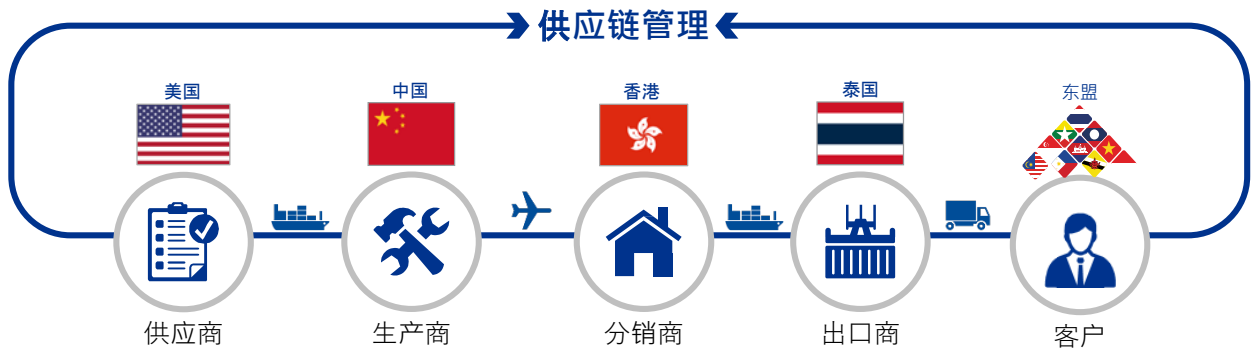 供应链管理
美国
中国
香港
泰国
东盟
供应商
生产商
分销商
出口商
客户